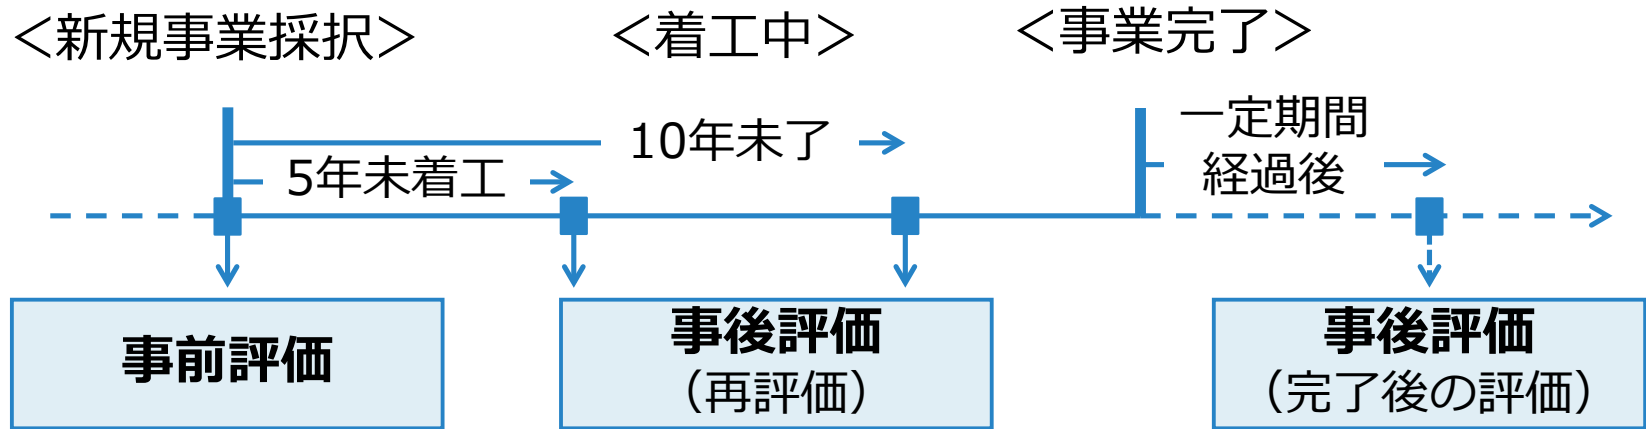 ＜新規事業採択＞
＜着工中＞
＜事業完了＞
10年未了
5年未着工
一定期間
経過後
事前評価
事後評価
（再評価）
事後評価
（完了後の評価）